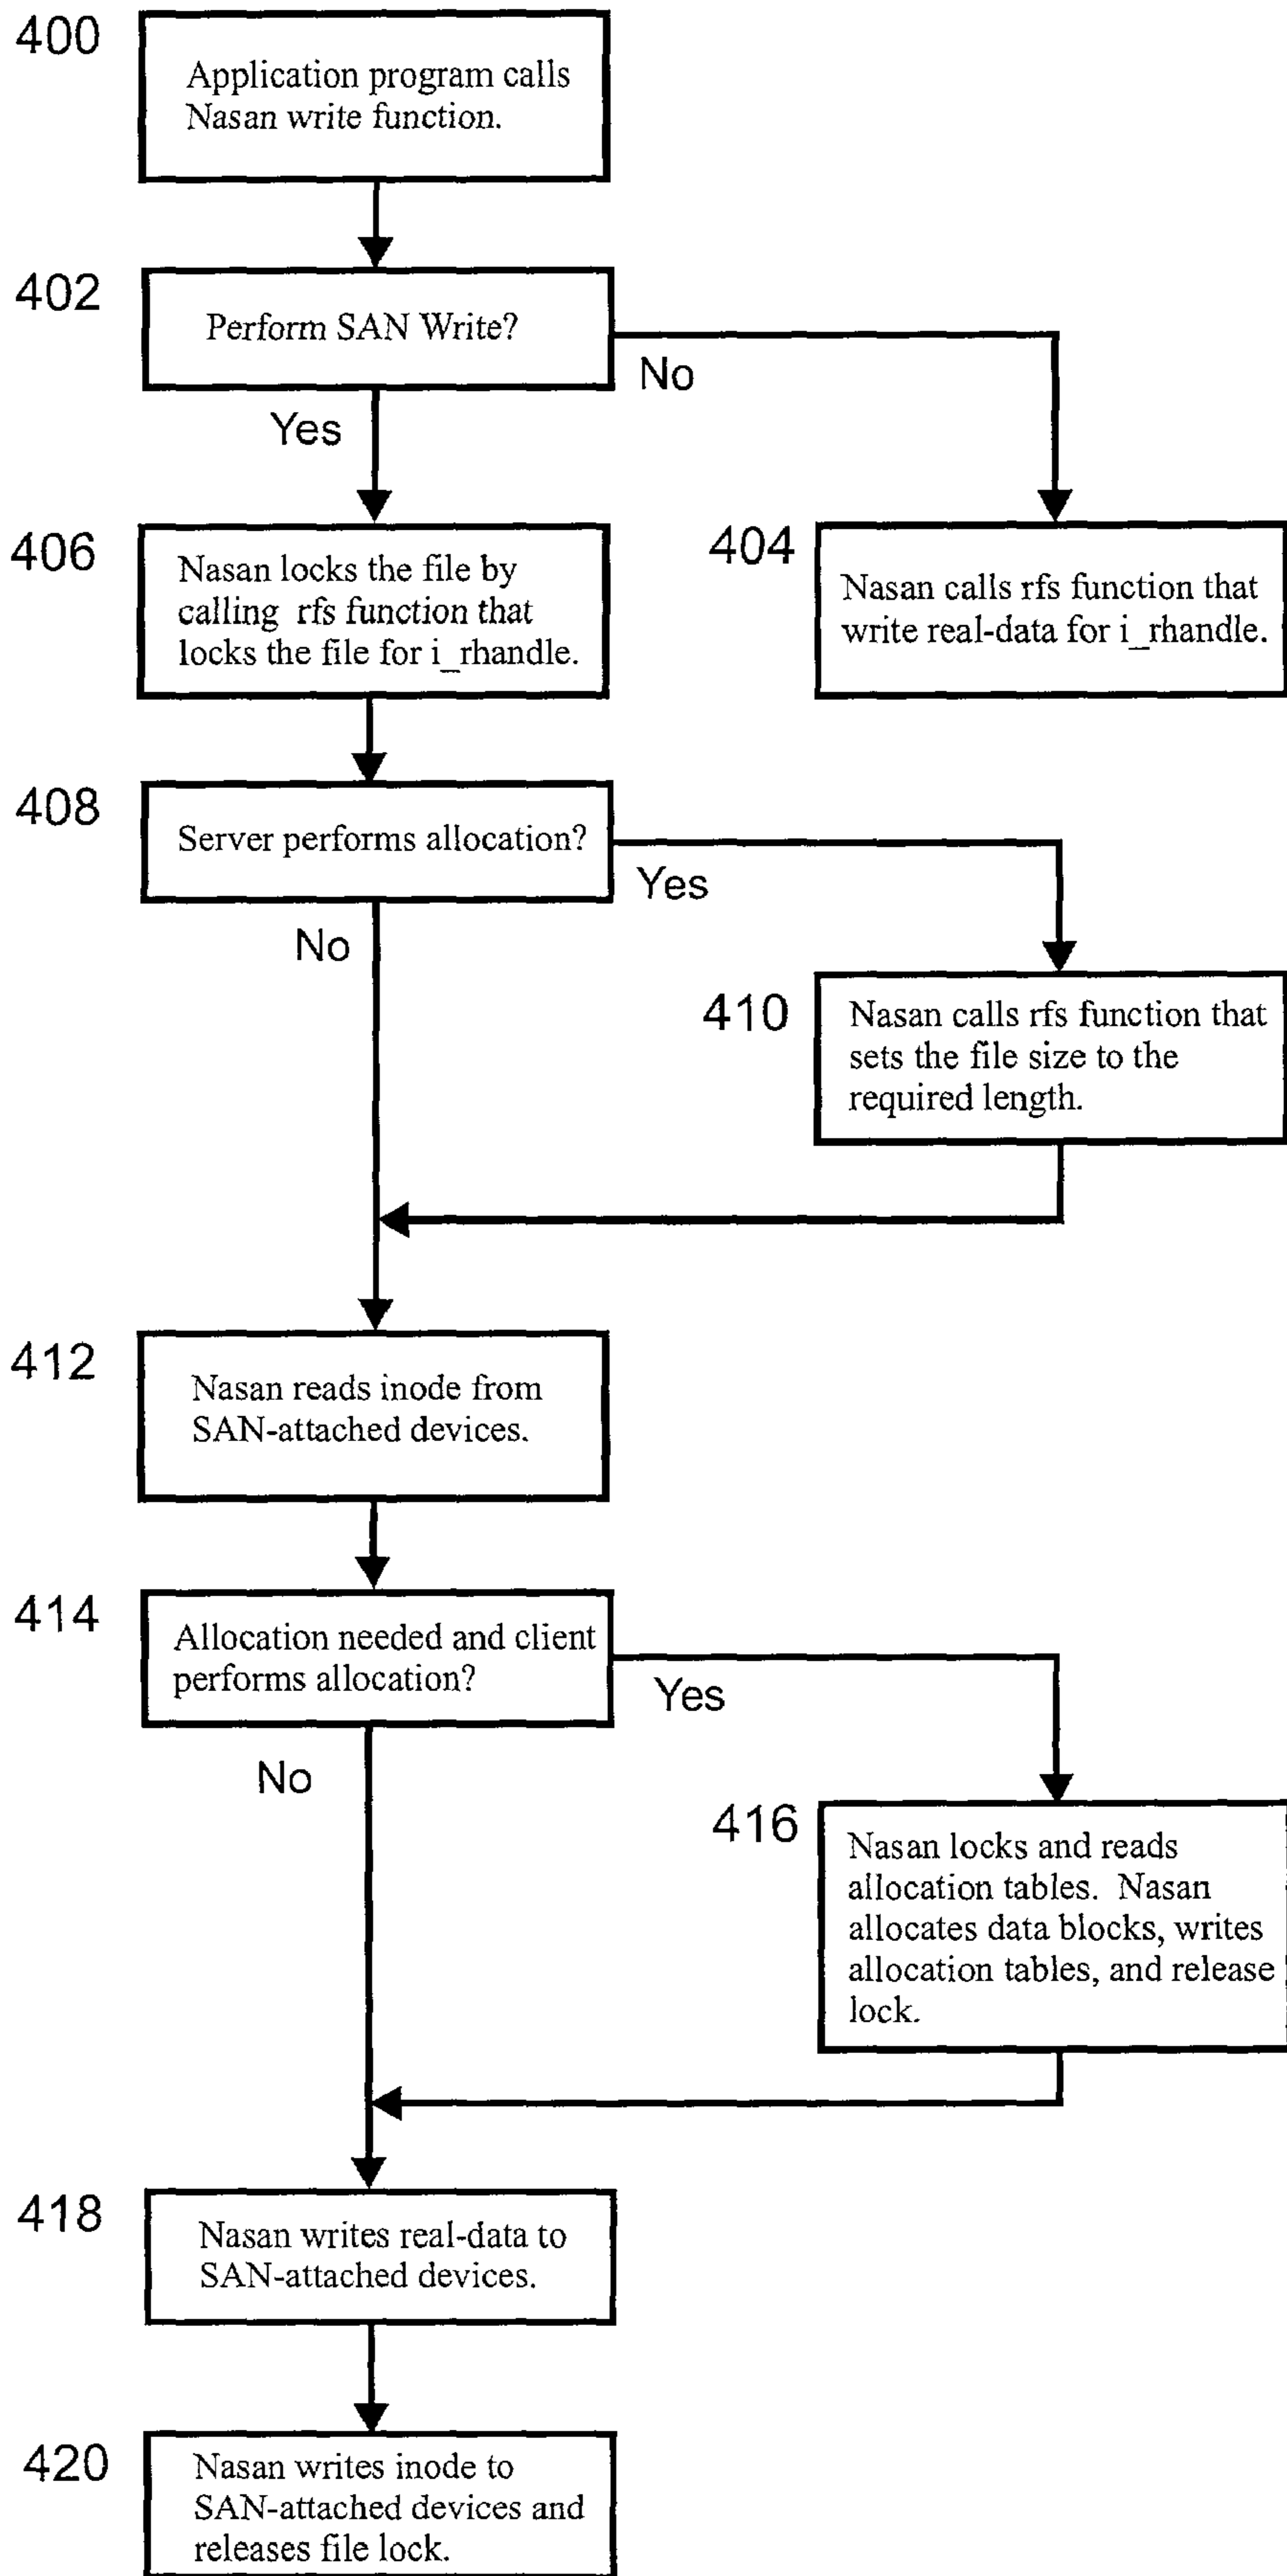 400
Application program calls
Nasan write function.
402
Perform SAN Write?
No
Yes
406
Nasan locks the file by
calling rfs function that
locks the file for i_rhandle.
404
Nasan calls rfs function that
write real-data for i_rhandle.
408
Server performs allocation?
Yes
No
410
Nasan calls rfs function that
sets the file size to the
required length.
412
Nasan reads inode from
SAN-attached devices.
414
Allocation needed and client
performs allocation?
Yes
No
416
Nasan locks and reads
allocation tables. Nasan
allocates data blocks, writes
allocation tables, and release
lock.
418
Nasan writes real-data to
SAN-attached devices.
420
Nasan writes inode to
SAN-attached devices and
releases file lock.